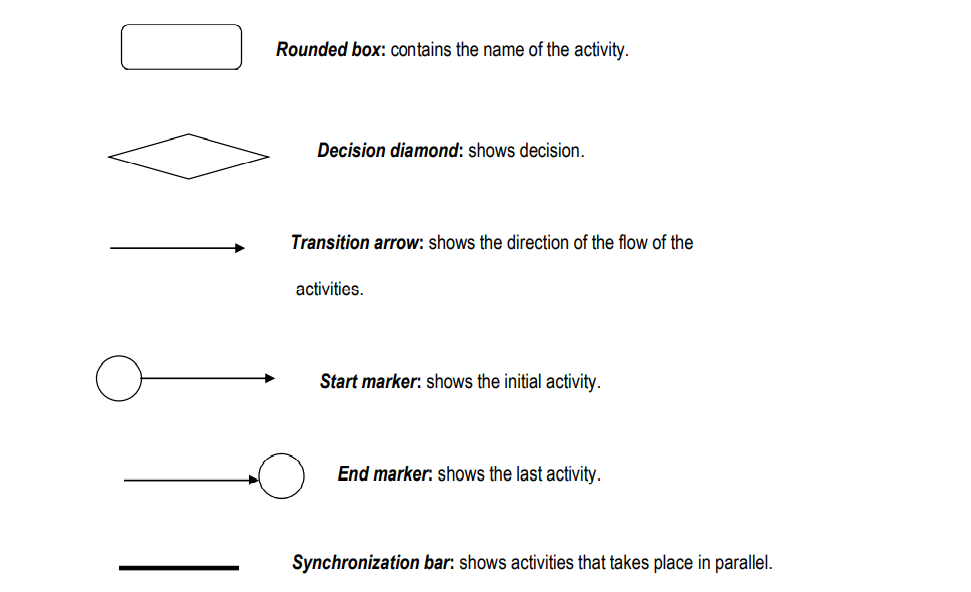 Rounded box: contains the name of the activity.
Decision diamond: shows decision.
Transition arrow: shows the direction of the flow of the
activities.
Start marker: shows the initial activity.
End marker: shows the last activity.
Synchronization bar: shows activities that takes place in parallel.